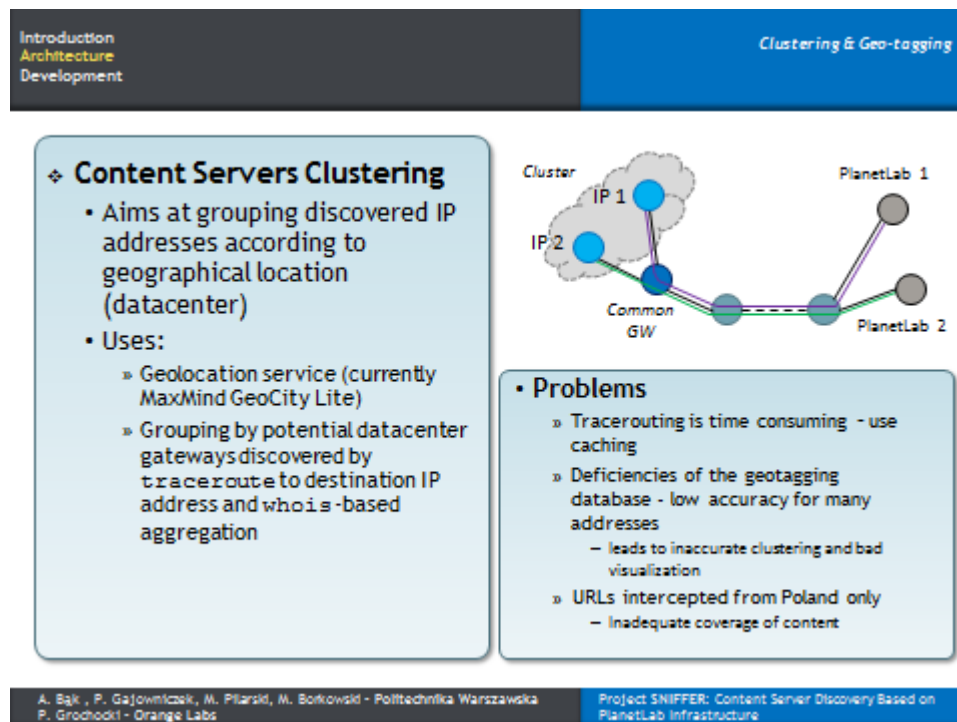 Introduction
Architecture
Development
Clustering & Geo-tagging
❖ Content Servers Clustering
• Aims at grouping discovered IP
addresses according to
geographical location
(datacenter)
• Uses:
» Geolocation service (currently
MaxMind GeoCity Lite)
» Grouping by potential datacenter
gateways discovered by
traceroute to destination IP
address and whois-based
aggregation
Cluster
IP 1
IP 2
Common
GW
PlanetLab 1
PlanetLab 2
• Problems
» Tracerouting is time consuming - use
caching
» Deficiencies of the geotagging
database - low accuracy for many
addresses
– leads to inaccurate clustering and bad
visualization
» URLs intercepted from Poland only
– Inadequate coverage of content
A. Bąk , P. Gajowniczek, M. Pilarski, M. Borkowski - Politechnika Warszawska
P. Grochocki - Orange Labs
Project SNIFFER: Content Server Discovery Based on
PlanetLab Infrastructure